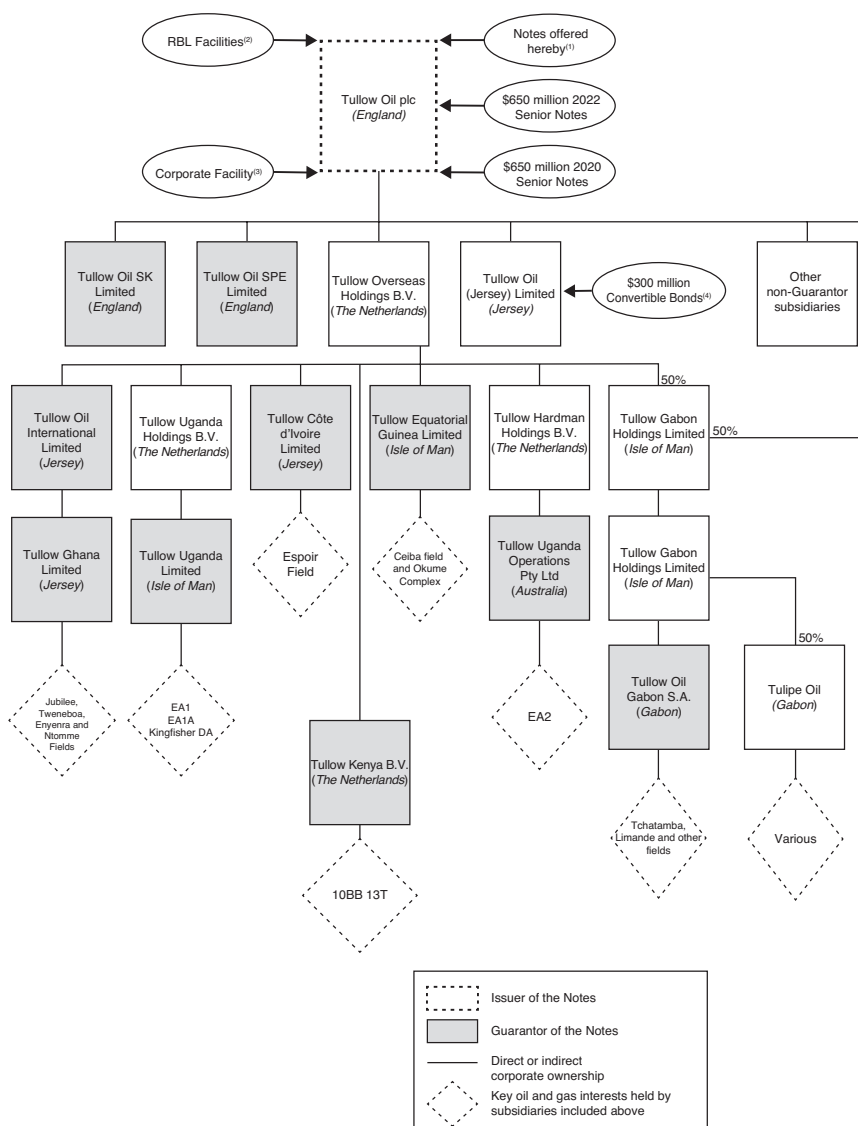 RBL Facilities(2)
Notes offered
hereby(1)
Tullow Oil plc
(England)
$650 million 2022
Senior Notes
Corporate Facility(3)
$650 million 2020
Senior Notes
Tullow Oil SK
Limited
(England)
Tullow Oil SPE
Limited
(England)
Tullow Overseas
Holdings B.V.
(The Netherlands)
Tullow Oil
(Jersey) Limited
(Jersey)
$300 million
Convertible Bonds(4)
Other
non-Guarantor
subsidiaries
50%
Tullow Oil
International
Limited
(Jersey)
Tullow Uganda
Holdings B.V.
(The Netherlands)
Tullow Côte
d'Ivoire
Limited
(Jersey)
Tullow Equatorial
Guinea Limited
(Isle of Man)
Tullow Hardman
Holdings B.V.
(The Netherlands)
Tullow Gabon
Holdings Limited
(Isle of Man)
50%
Tullow Ghana
Limited
(Jersey)
Tullow Uganda
Limited
(Isle of Man)
Espoir
Field
Ceiba field
and Okume
Complex
Tullow Uganda
Operations
Pty Ltd
(Australia)
Tullow Gabon
Holdings Limited
(Isle of Man)
50%
Jubilee,
Tweneboa,
Enyenra and
Ntomme
Fields
EA1
EA1A
Kingfisher DA
Tullow Kenya B.V.
(The Netherlands)
EA2
Tullow Oil
Gabon S.A.
(Gabon)
Tulipe Oil
(Gabon)
10BB 13T
Tchatamba,
Limande and other
fields
Various
Issuer of the Notes
Guarantor of the Notes
Direct or indirect
corporate ownership
Key oil and gas interests held by
subsidiaries included above